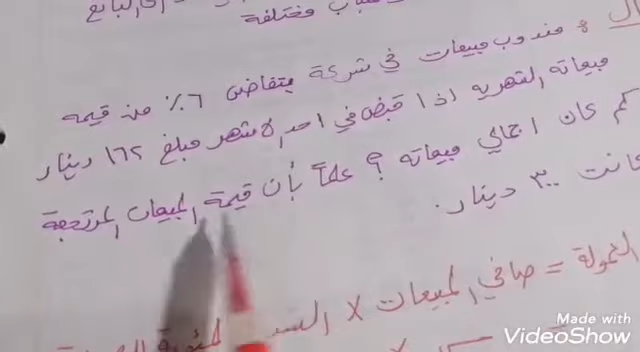 مختلفة
مندوب مبيعات في شركة يتقاضى ٦٪ من قيمة
مبيعاته الشهرية اذا قبض في احد الاشهر مبلغ ١٦٢ دينار
كم كان اجمالي مبيعاته ؟ علماً بأن قيمة المبيعات المرتجعة
كانت ٣٠٠ دينار.
العمولة = صافي المبيعات X
Made with
VideoShow